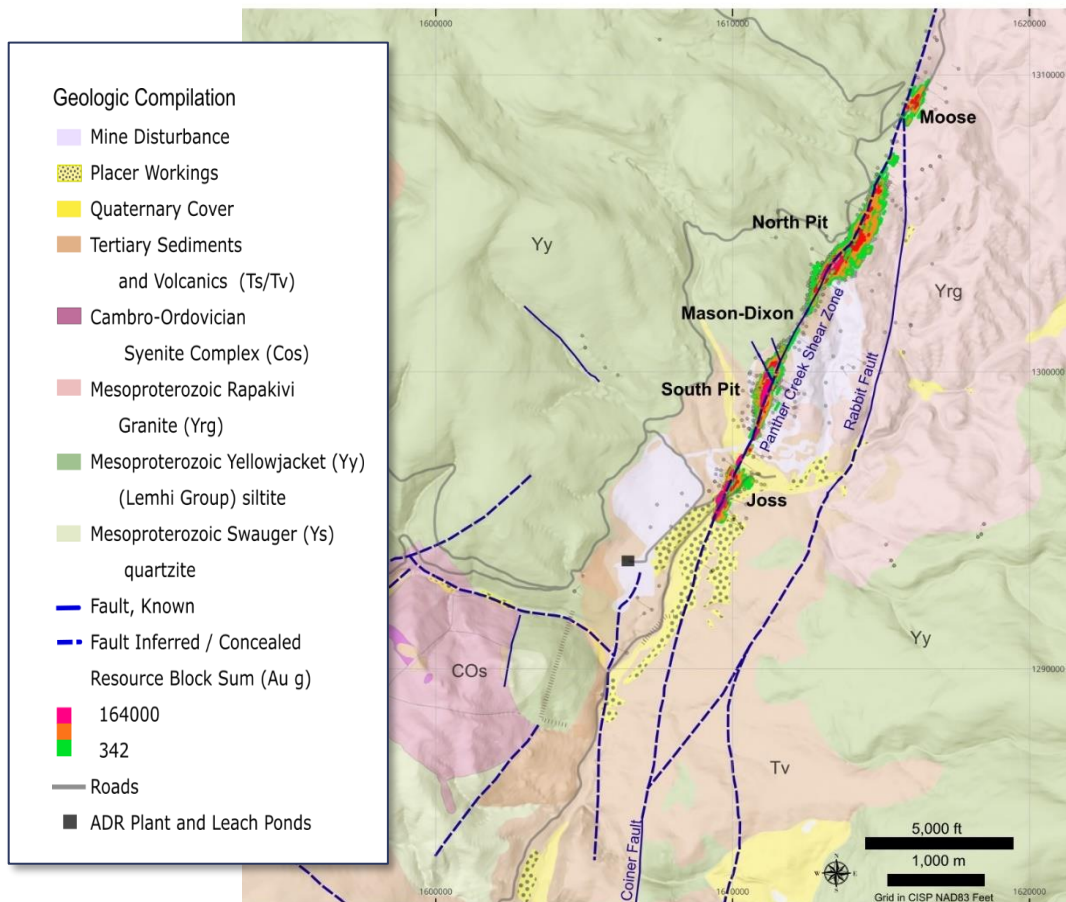 Geologic Compilation
Mine Disturbance
Placer Workings
Quaternary Cover
Tertiary Sediments
and Volcanics (Ts/Tv)
Cambro-Ordovician
Syenite Complex (Cos)
Mesoproterozoic Rapakivi
Granite (Yrg)
Mesoproterozoic Yellowjacket (Yy)
(Lemhi Group) siltite
Mesoproterozoic Swauger (Ys)
quartzite
Fault, Known
Fault Inferred / Concealed
Resource Block Sum (Au g)
164000
342
Roads
ADR Plant and Leach Ponds
1600000
1610000
1620000
1310000
Moose
North Pit
Yy
Yrg
Mason-Dixon
Panther Creek Shear Zone
Rabbit Fault
1300000
South Pit
Joss
COs
Yy
1290000
Tv
Coiner Fault
5,000 ft
1,000 m
N
W
E
S
1600000
1610000
1620000
Grid in CISP NAD83 Feet